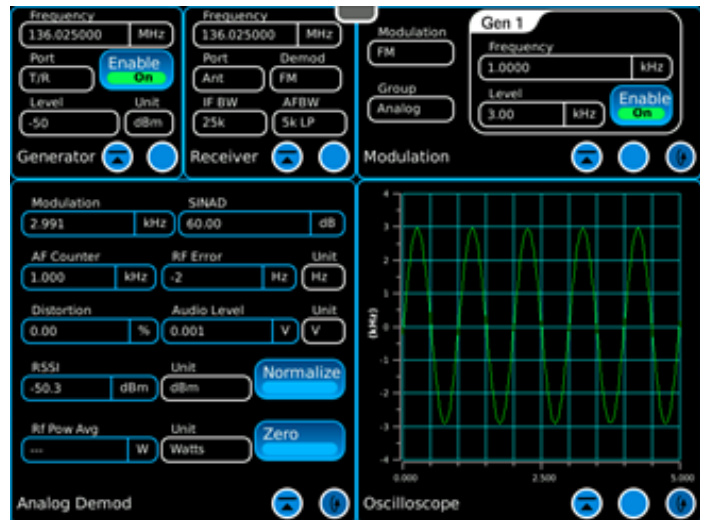 Frequency
136.025000 MHz
Port
T/R
Enable
On
Level Unit
-50 dBm
Generator
Frequency
136.025000 MHz
Port Demod
Ant FM
IF BW AFBW
25k 5k LP
Receiver
Modulation
FM
Group
Analog
Gen 1
Frequency
1.0000 kHz
Level
3.00 kHz
Enable
On
Modulation
Modulation SINAD
2.991 kHz 60.00 dB
AF Counter RF Error Unit
1.000 kHz -2 Hz Hz
Distortion Audio Level Unit
0.00 % 0.001 V V
RSSI Unit
-50.3 dBm dBm
Normalize
Rf Pow Avg Unit
--- W Watts
Zero
Analog Demod
4
3
2
1
0
-1
-2
-3
-4
(kHz)
0.000 2.500 5.000
Oscilloscope